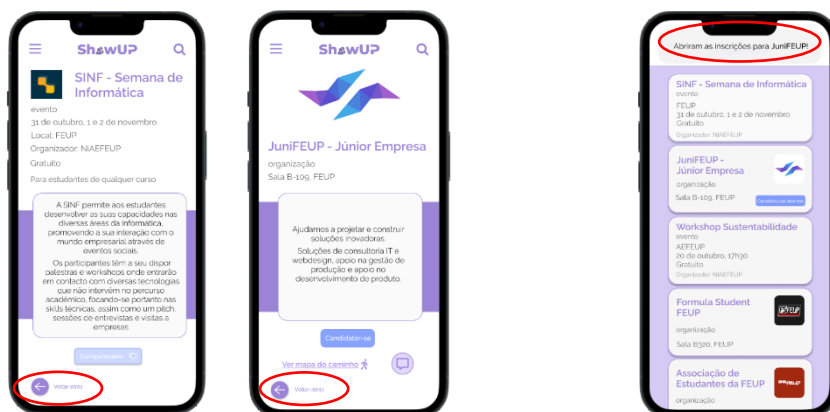 ShowUP
SINF - Semana de
Informática
evento
31 de outubro, 1 e 2 de novembro
Local: FEUP
Organizador: NIAEFEUP
Gratuito
Para estudantes de qualquer curso
A SINF permite aos estudantes
desenvolver as suas capacidades nas
diversas áreas da Informática,
promovendo a sua interação com o
mundo empresarial através de
eventos sociais.
Os participantes têm a seu dispor
palestras e workshops onde entrarão
em contacto com diversas tecnologias
que não intervêm no percurso
académico, focando-se portanto nas
skills tecnicas, assim como um pitch,
sessões de entrevistas e visitas a
empresas
Voltar atrás
ShowUP
JuniFEUP - Júnior Empresa
organização
Sala B-109, FEUP
Ajudamos a projetar e construir
soluções inovadoras.
Soluções de consultoria IT e
webdesign, apoio na gestão de
produção e apoio no
desenvolvimento de produto.
Candidatar-se
Ver mapa do caminho
Voltar atrás
Abriram as inscrições para JuniFEUP!
SINF - Semana de Informática
evento
FEUP
31 de outubro, 1 e 2 de novembro
Gratuito
Organizador: NIAEFEUP
JuniFEUP -
Júnior Empresa
organização
Sala B-109, FEUP
Workshop Sustentabilidade
evento
AEFEUP
20 de outubro, 17h30
Gratuito
Organizador: NIAEFEUP
Formula Student
FEUP
organização
Sala B320, FEUP
Associação de
Estudantes da FEUP
organização